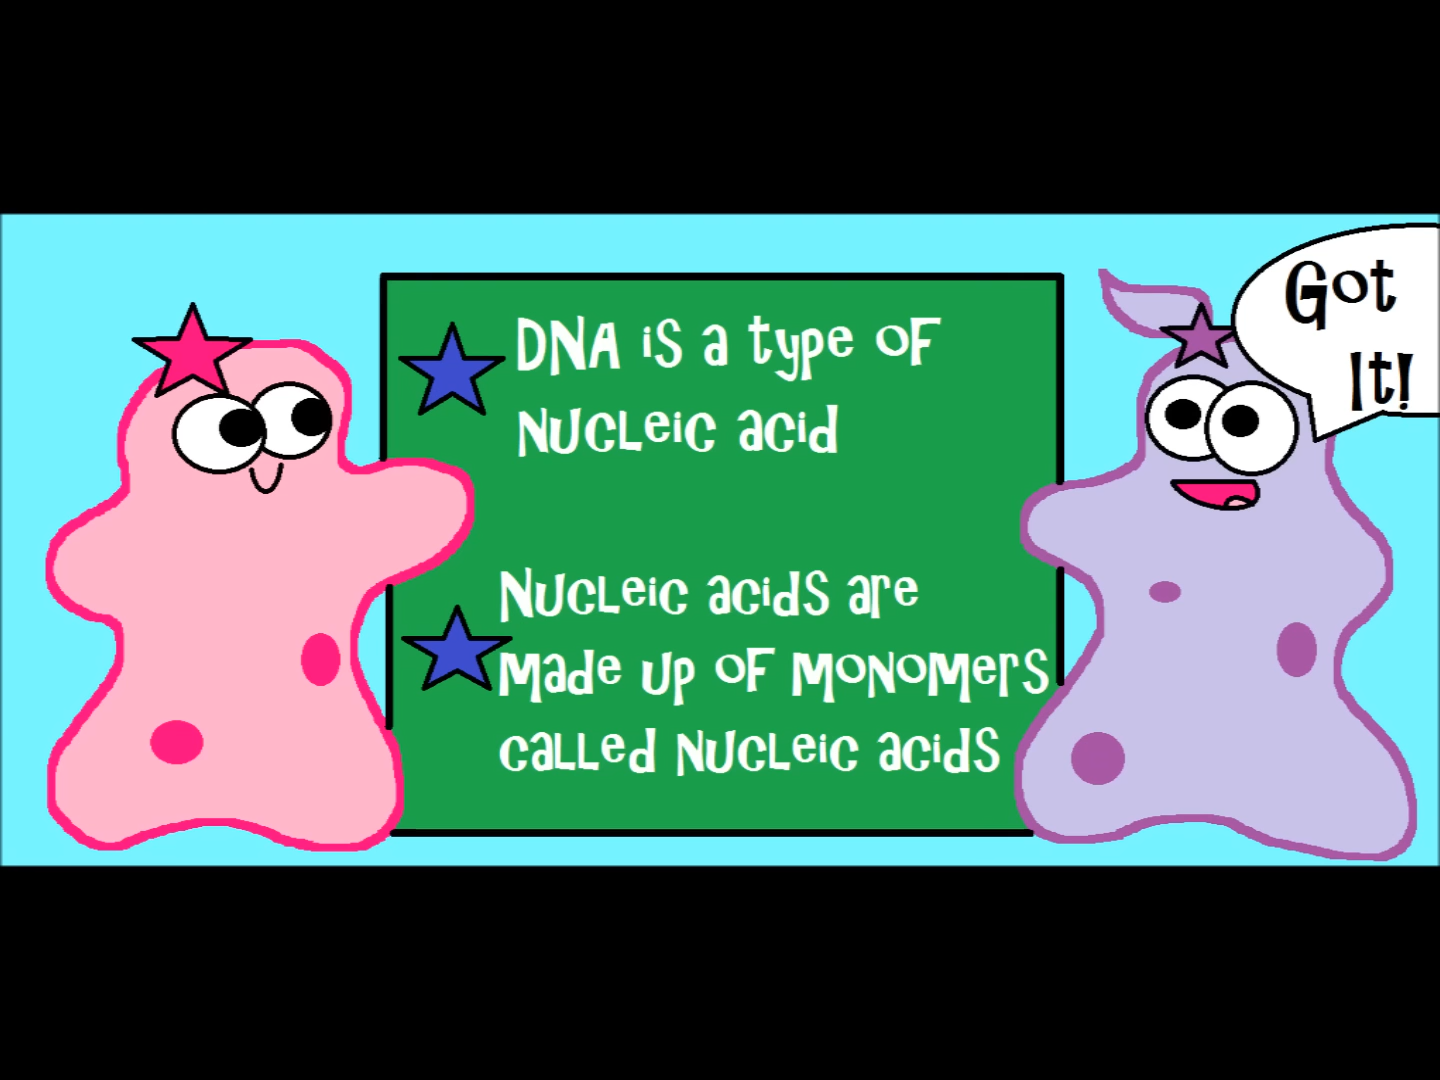 DNA is a type of
Nucleic acid
Nucleic acids are
made up of monomers
called Nucleic acids
Got
It!